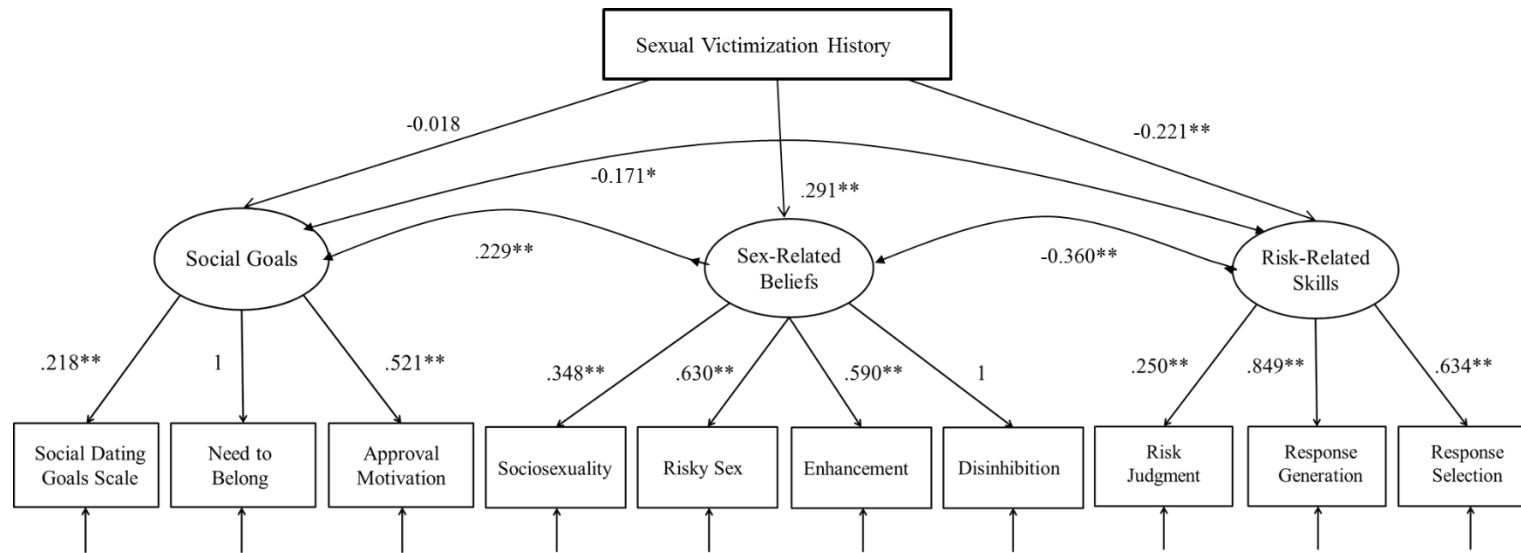 Sexual Victimization History
-0.018
-0.221**
-0.171*
.291**
Social Goals
.229**
Sex-Related
Beliefs
-0.360**
Risk-Related
Skills
.218**
1
.521**
.348**
.630**
.590**
1
.250**
.849**
.634**
Social Dating
Goals Scale
Need to
Belong
Approval
Motivation
Sociosexuality
Risky Sex
Enhancement
Disinhibition
Risk
Judgment
Response
Generation
Response
Selection